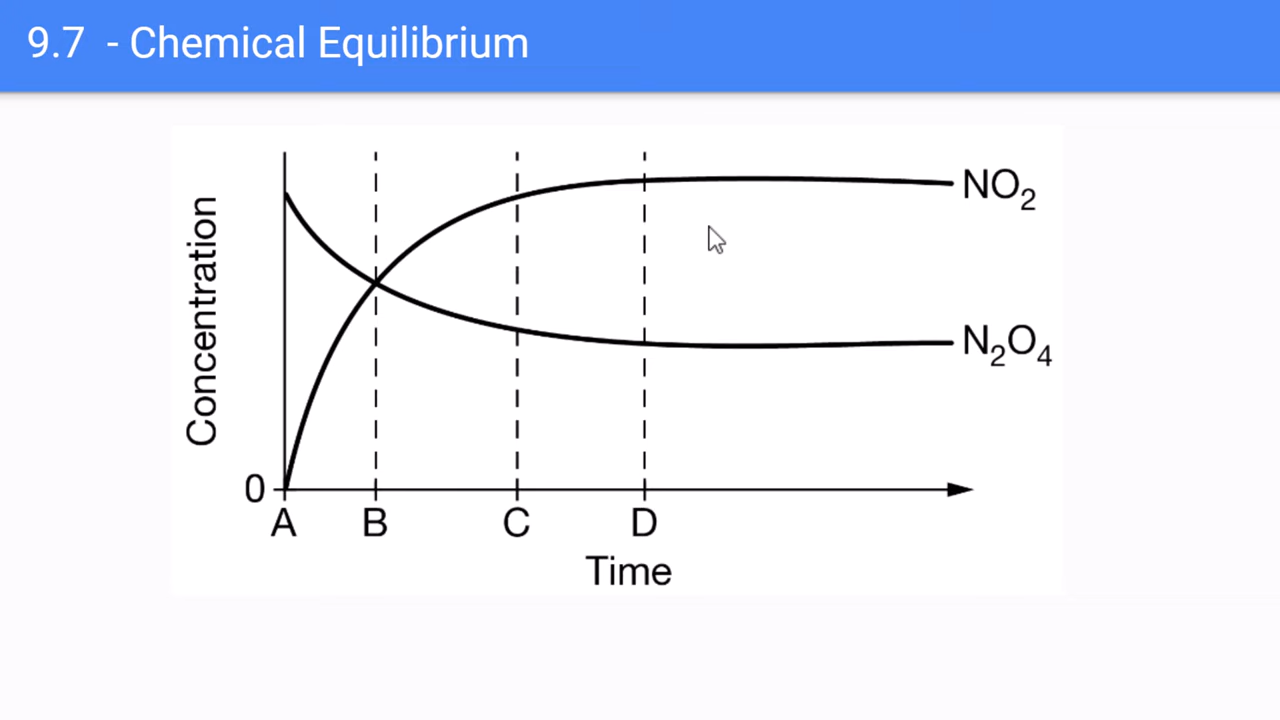 9.7 - Chemical Equilibrium
Concentration
NO₂
N₂O₄
0
A B C D
Time